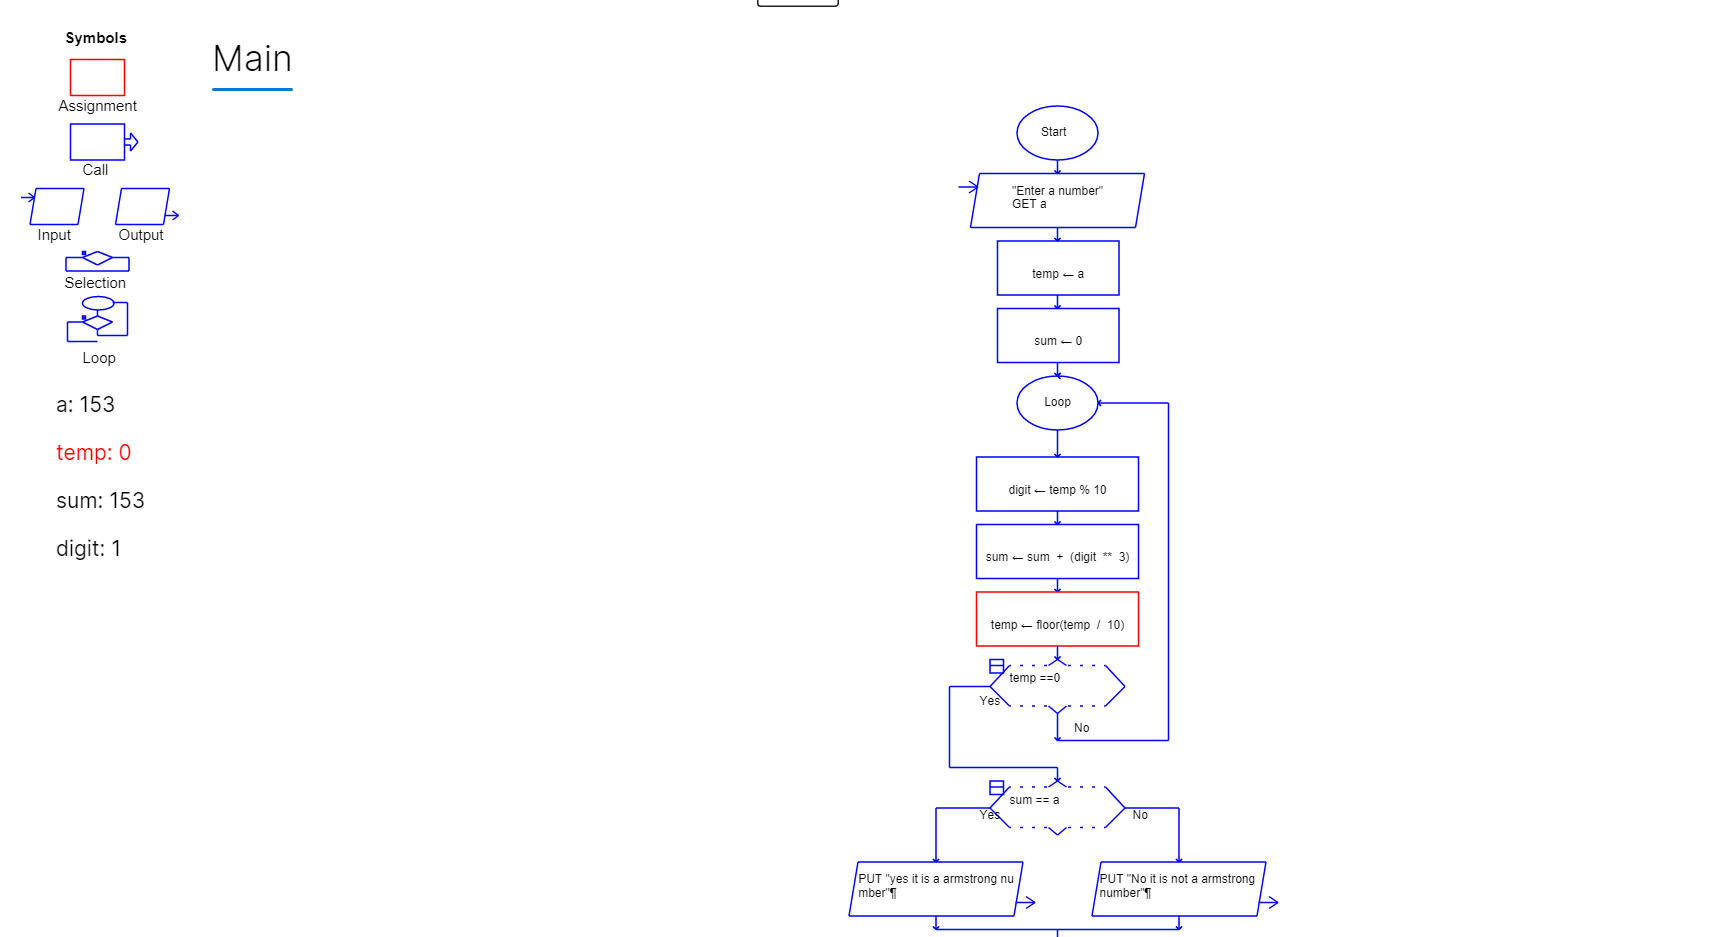 Symbols
Assignment
Call
Input
Output
Selection
Loop
a: 153
temp: 0
sum: 153
digit: 1
Main
Start
"Enter a number"
GET a
temp ← a
sum ← 0
Loop
digit ← temp % 10
sum ← sum + (digit ** 3)
temp ← floor(temp / 10)
temp ==0
Yes
No
sum == a
Yes
No
PUT "yes it is a armstrong nu
mber"¶
PUT "No it is not a armstrong
number"¶